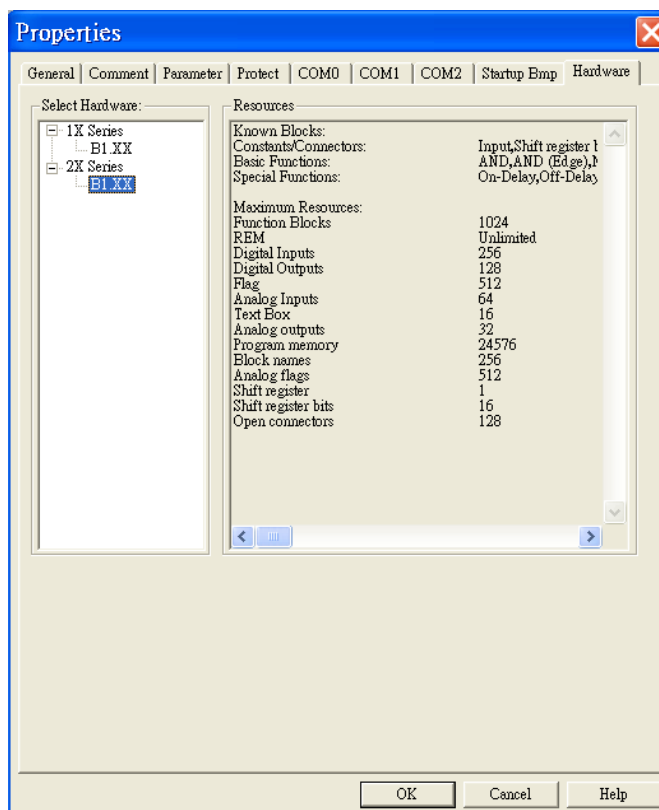 Properties
General Comment Parameter Protect COM0 COM1 COM2 Startup Bmp Hardware
Select Hardware:
1X Series
B1.XX
2X Series
B1.XX
Resources
Known Blocks:
Constants/Connectors: Input,Shift register
Basic Functions: AND,AND (Edge),
Special Functions: On-Delay,Off-Delay
Maximum Resources:
Function Blocks 1024
REM Unlimited
Digital Inputs 256
Digital Outputs 128
Flag 512
Analog Inputs 64
Text Box 16
Analog outputs 32
Program memory 24576
Block names 256
Analog flags 512
Shift register 1
Shift register bits 16
Open connectors 128
OK Cancel Help